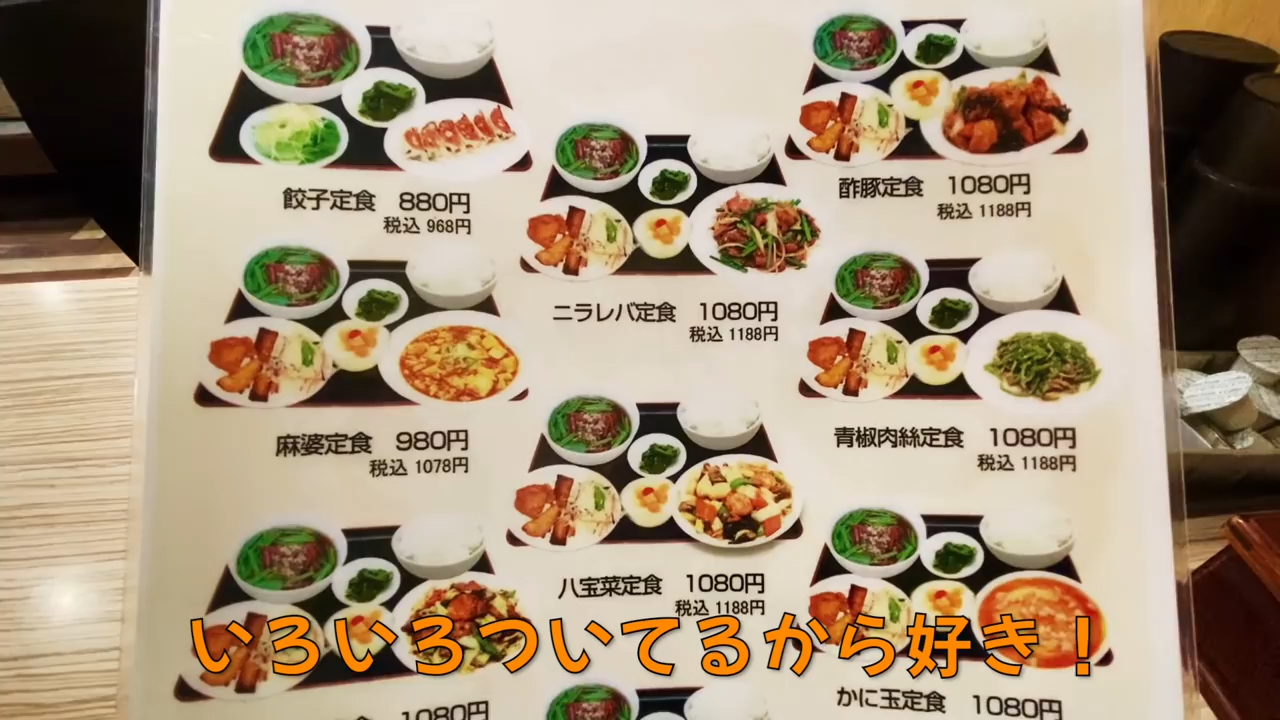 餃子定食 880円
税込 968円
酢豚定食 1080円
税込 1188円
ニラレバ定食 1080円
税込 1188円
麻婆定食 980円
税込 1078円
青椒肉絲定食 1080円
税込 1188円
八宝菜定食 1080円
税込 1188円
いろいろついてるから好き！
かに玉定食 1080円
1080円